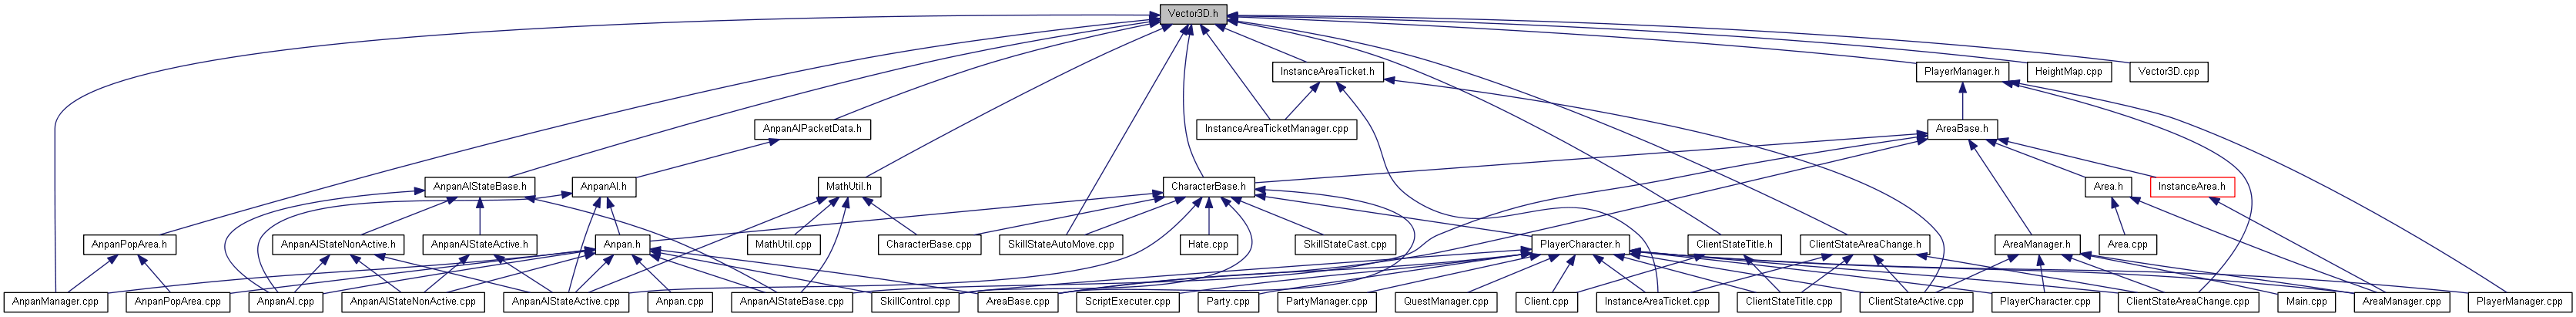 Vector3D.h
InstanceAreaTicket.h
PlayerManager.h
HeightMap.cpp
Vector3D.cpp
AnpanAIPacketData.h
InstanceAreaTicketManager.cpp
AreaBase.h
AnpanAIStateBase.h
AnpanAI.h
MathUtil.h
CharacterBase.h
Area.h
InstanceArea.h
AnpanPopArea.h
AnpanAIStateNonActive.h
AnpanAIStateActive.h
Anpan.h
MathUtil.cpp
CharacterBase.cpp
SkillStateAutoMove.cpp
Hate.cpp
SkillStateCast.cpp
PlayerCharacter.h
ClientStateTitle.h
ClientStateAreaChange.h
AreaManager.h
Area.cpp
AnpanManager.cpp
AnpanPopArea.cpp
AnpanAI.cpp
AnpanAIStateNonActive.cpp
AnpanAIStateActive.cpp
Anpan.cpp
AnpanAIStateBase.cpp
SkillControl.cpp
AreaBase.cpp
ScriptExecuter.cpp
Party.cpp
PartyManager.cpp
QuestManager.cpp
Client.cpp
InstanceAreaTicket.cpp
ClientStateTitle.cpp
ClientStateActive.cpp
PlayerCharacter.cpp
ClientStateAreaChange.cpp
Main.cpp
AreaManager.cpp
PlayerManager.cpp